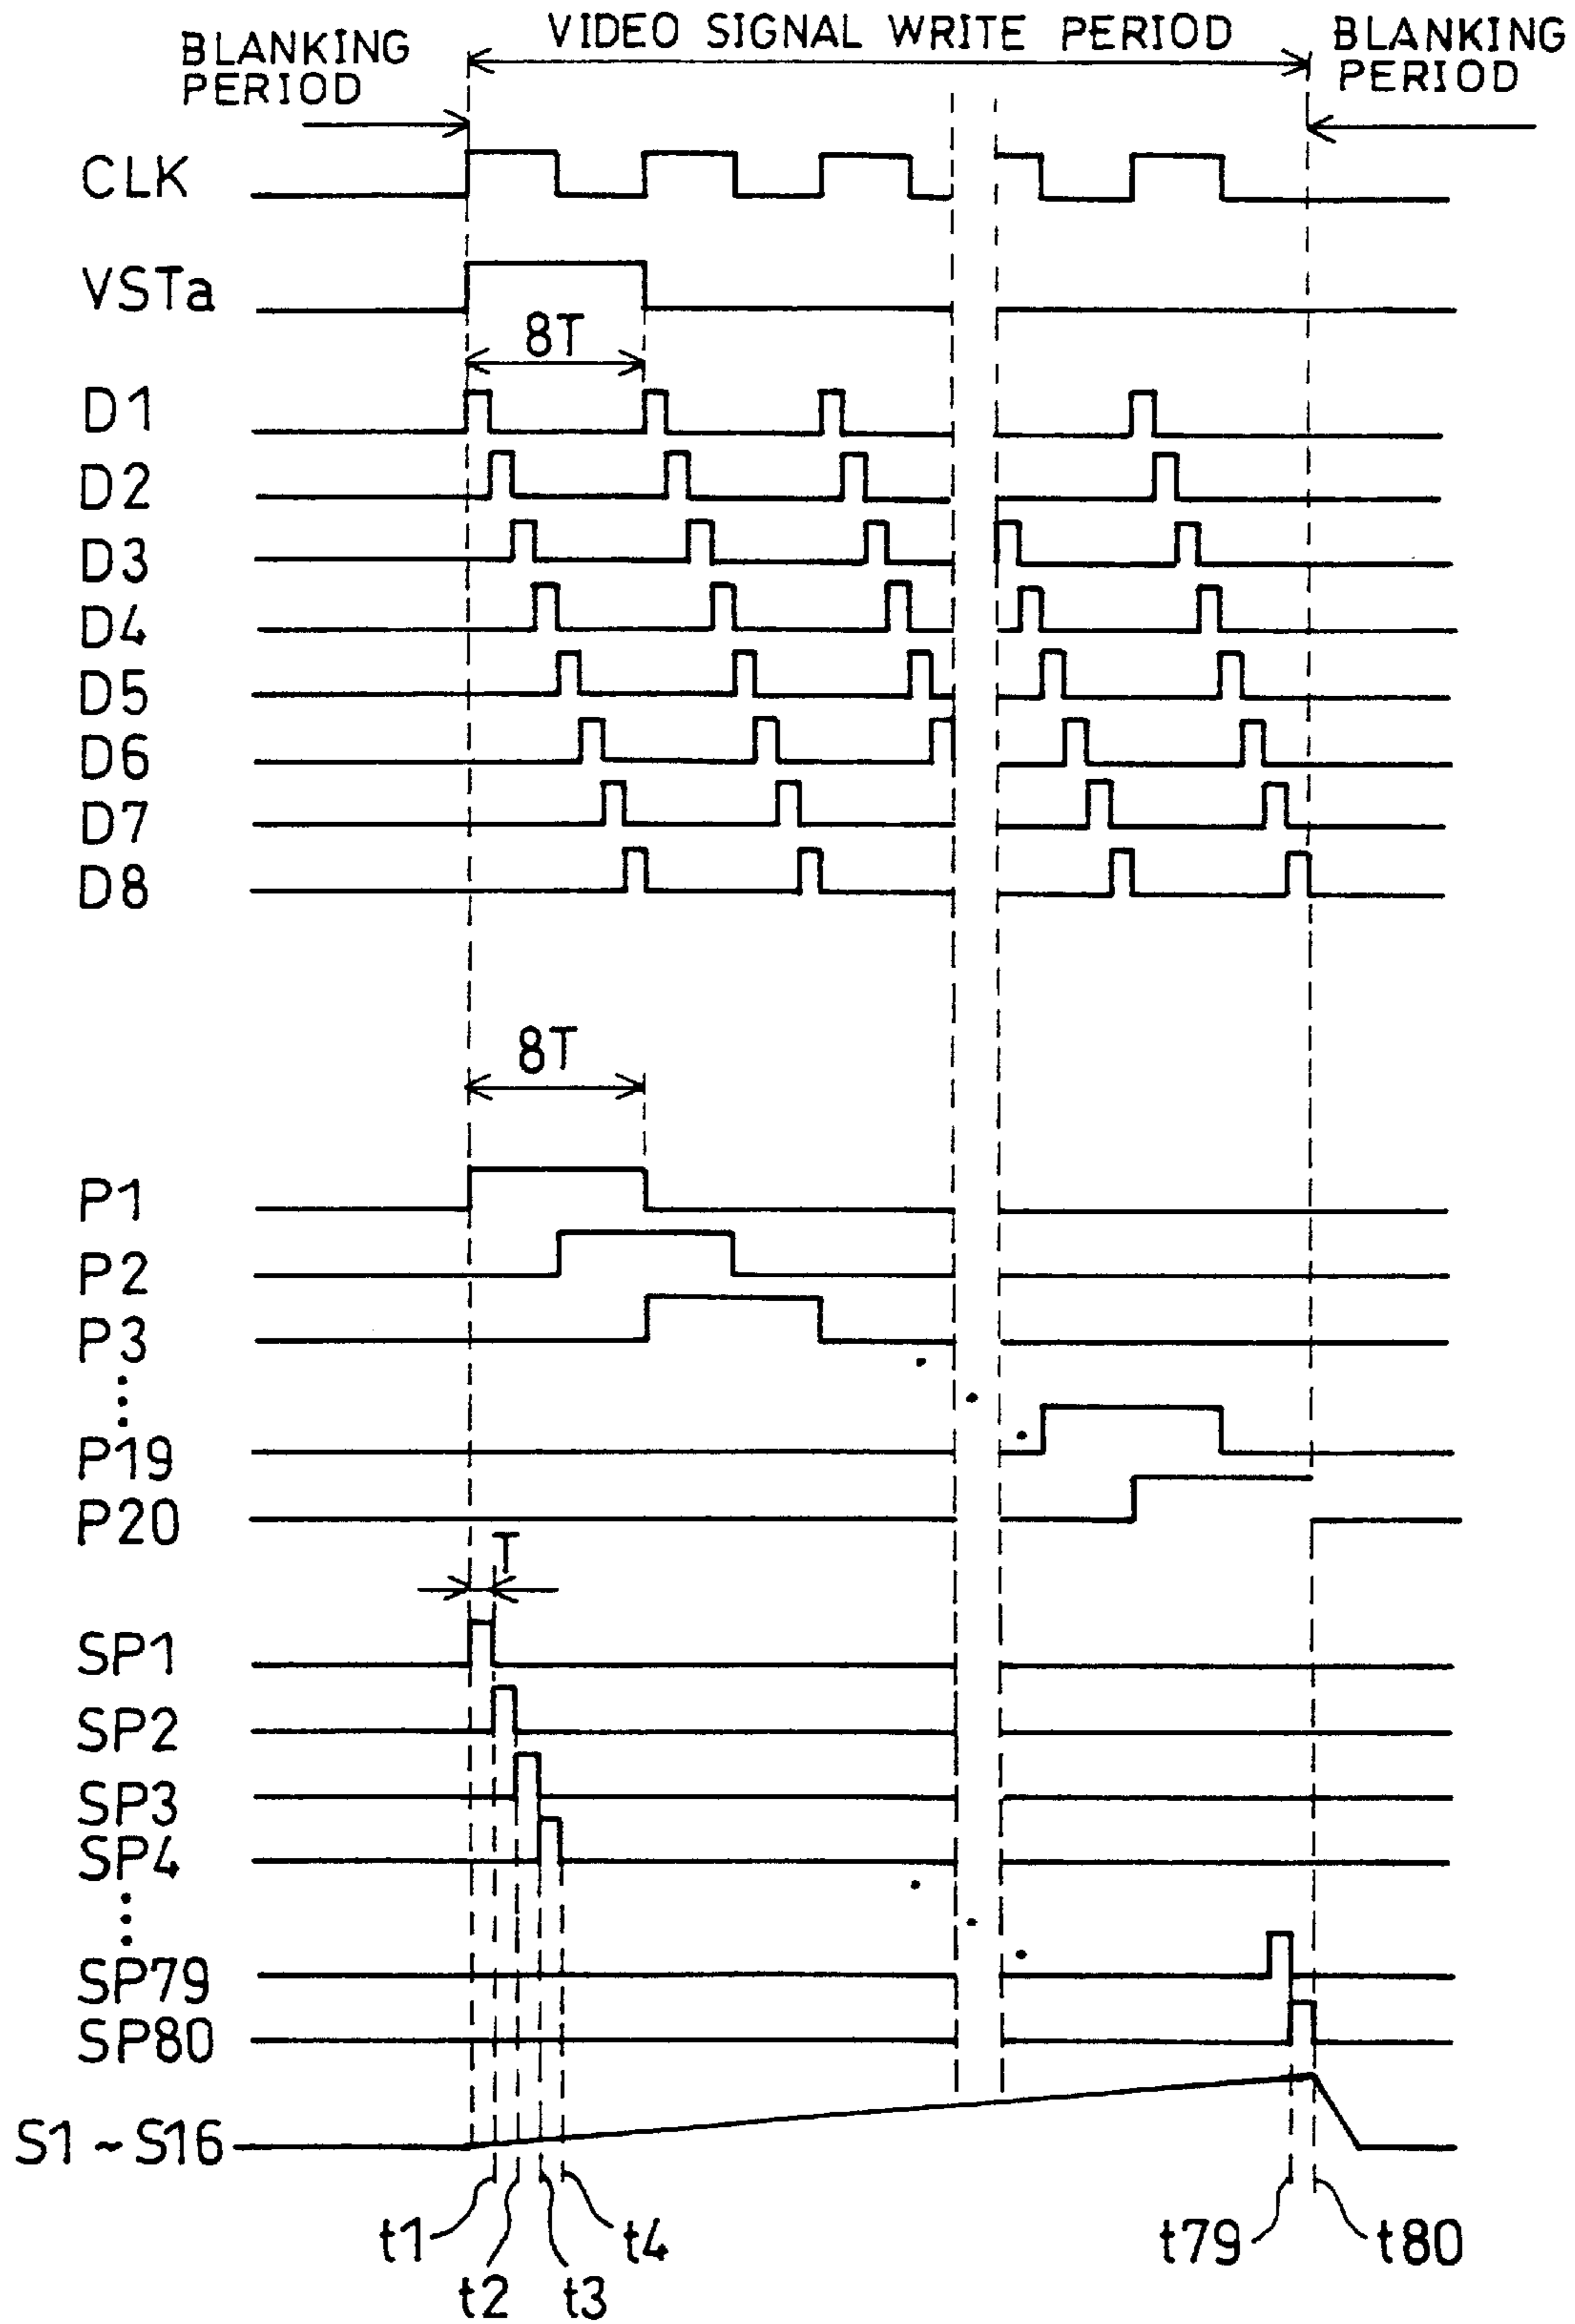 BLANKING
PERIOD
VIDEO SIGNAL WRITE PERIOD
BLANKING
PERIOD
CLK
VSTa
8T
D1
D2
D3
D4
D5
D6
D7
D8
8T
P1
P2
P3
P19
P20
T
SP1
SP2
SP3
SP4
SP79
SP80
S1 ~ S16
t1
t2
t3
t4
t79
t80